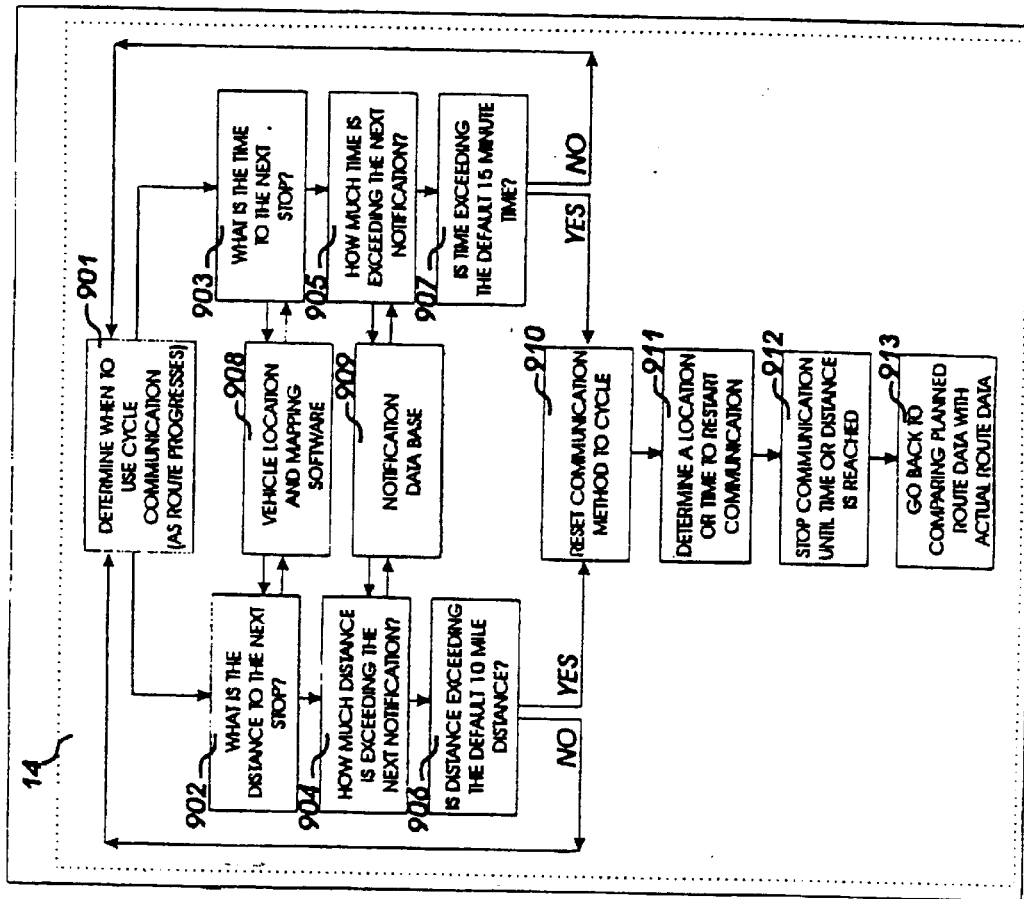 14
901
DETERMINE WHEN TO
USE CYCLE
COMMUNICATION
(AS ROUTE PROGRESSES)
902
WHAT IS THE
DISTANCE TO THE NEXT
STOP?
908
VEHICLE LOCATION
AND MAPPING
SOFTWARE
903
WHAT IS THE TIME
TO THE NEXT
STOP?
904
HOW MUCH DISTANCE
IS EXCEEDING THE
NEXT NOTIFICATION?
909
NOTIFICATION
DATA BASE
905
HOW MUCH TIME IS
EXCEEDING THE NEXT
NOTIFICATION?
906
IS DISTANCE EXCEEDING
THE DEFAULT 10 MILE
DISTANCE?
907
IS TIME EXCEEDING
THE DEFAULT 15 MINUTE
TIME?
NO
YES
YES
NO
910
RESET COMMUNICATION
METHOD TO CYCLE
911
DETERMINE A LOCATION
OR TIME TO RESTART
COMMUNICATION
912
STOP COMMUNICATION
UNTIL TIME OR DISTANCE
IS REACHED
913
GO BACK TO
COMPARING PLANNED
ROUTE DATA WITH
ACTUAL ROUTE DATA